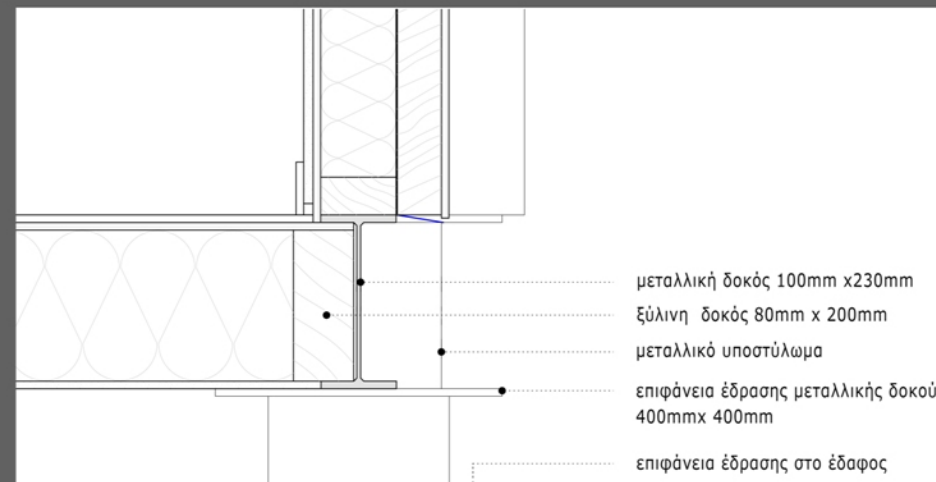 μεταλλική δοκός 100mm x230mm
ξύλινη δοκός 80mm x 200mm
μεταλλικό υποστύλωμα
επιφάνεια έδρασης μεταλλικής δοκού
400mmx 400mm
επιφάνεια έδρασης στο έδαφος